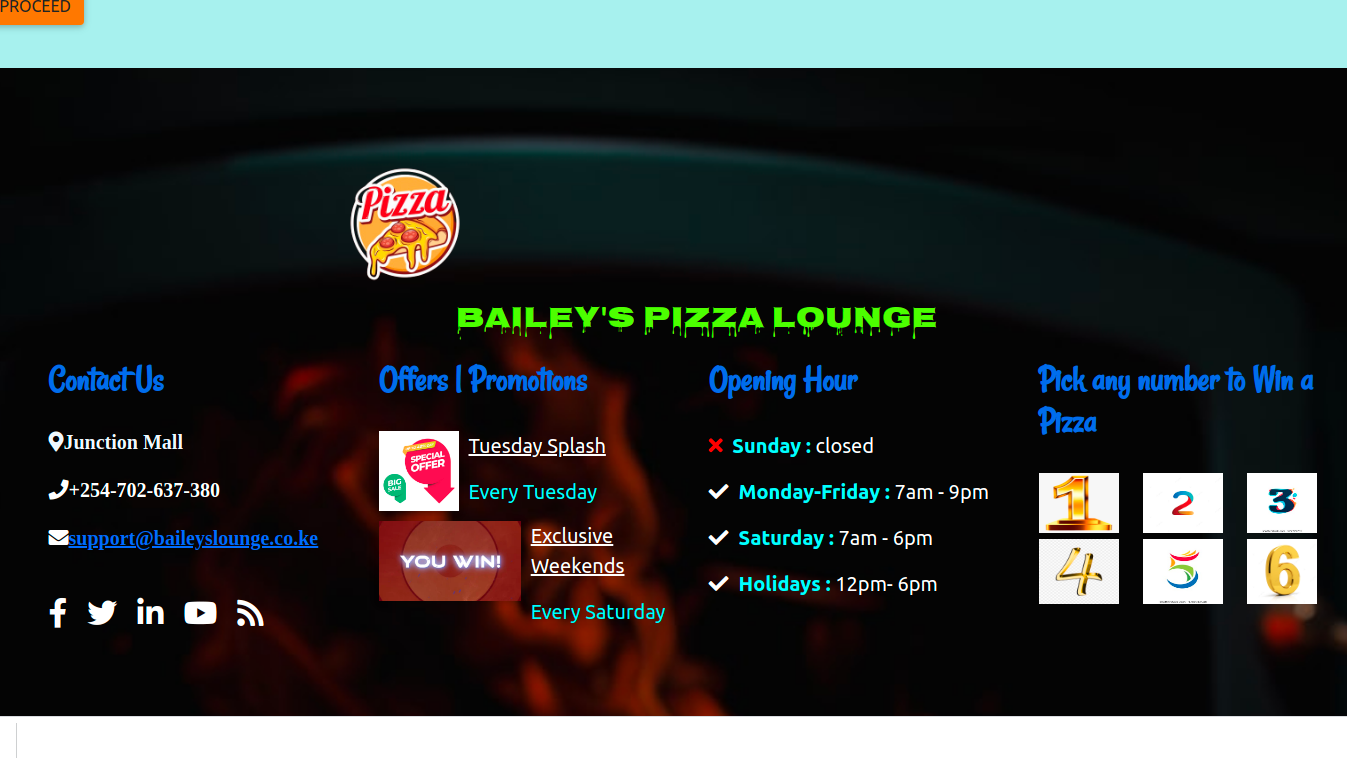 PROCEED
Pizza
BAILEY'S PIZZA LOUNGE
Contact Us
Junction Mall
+254-702-637-380
support@baileyslounge.co.ke
Offers | Promotions
SPECIAL
OFFER
BIG
SALE
Tuesday Splash
Every Tuesday
YOU WIN!
Exclusive
Weekends
Every Saturday
Opening Hour
Sunday : closed
Monday-Friday : 7am - 9pm
Saturday : 7am - 6pm
Holidays : 12pm- 6pm
Pick any number to Win a
Pizza
1 2 3
4 5 6